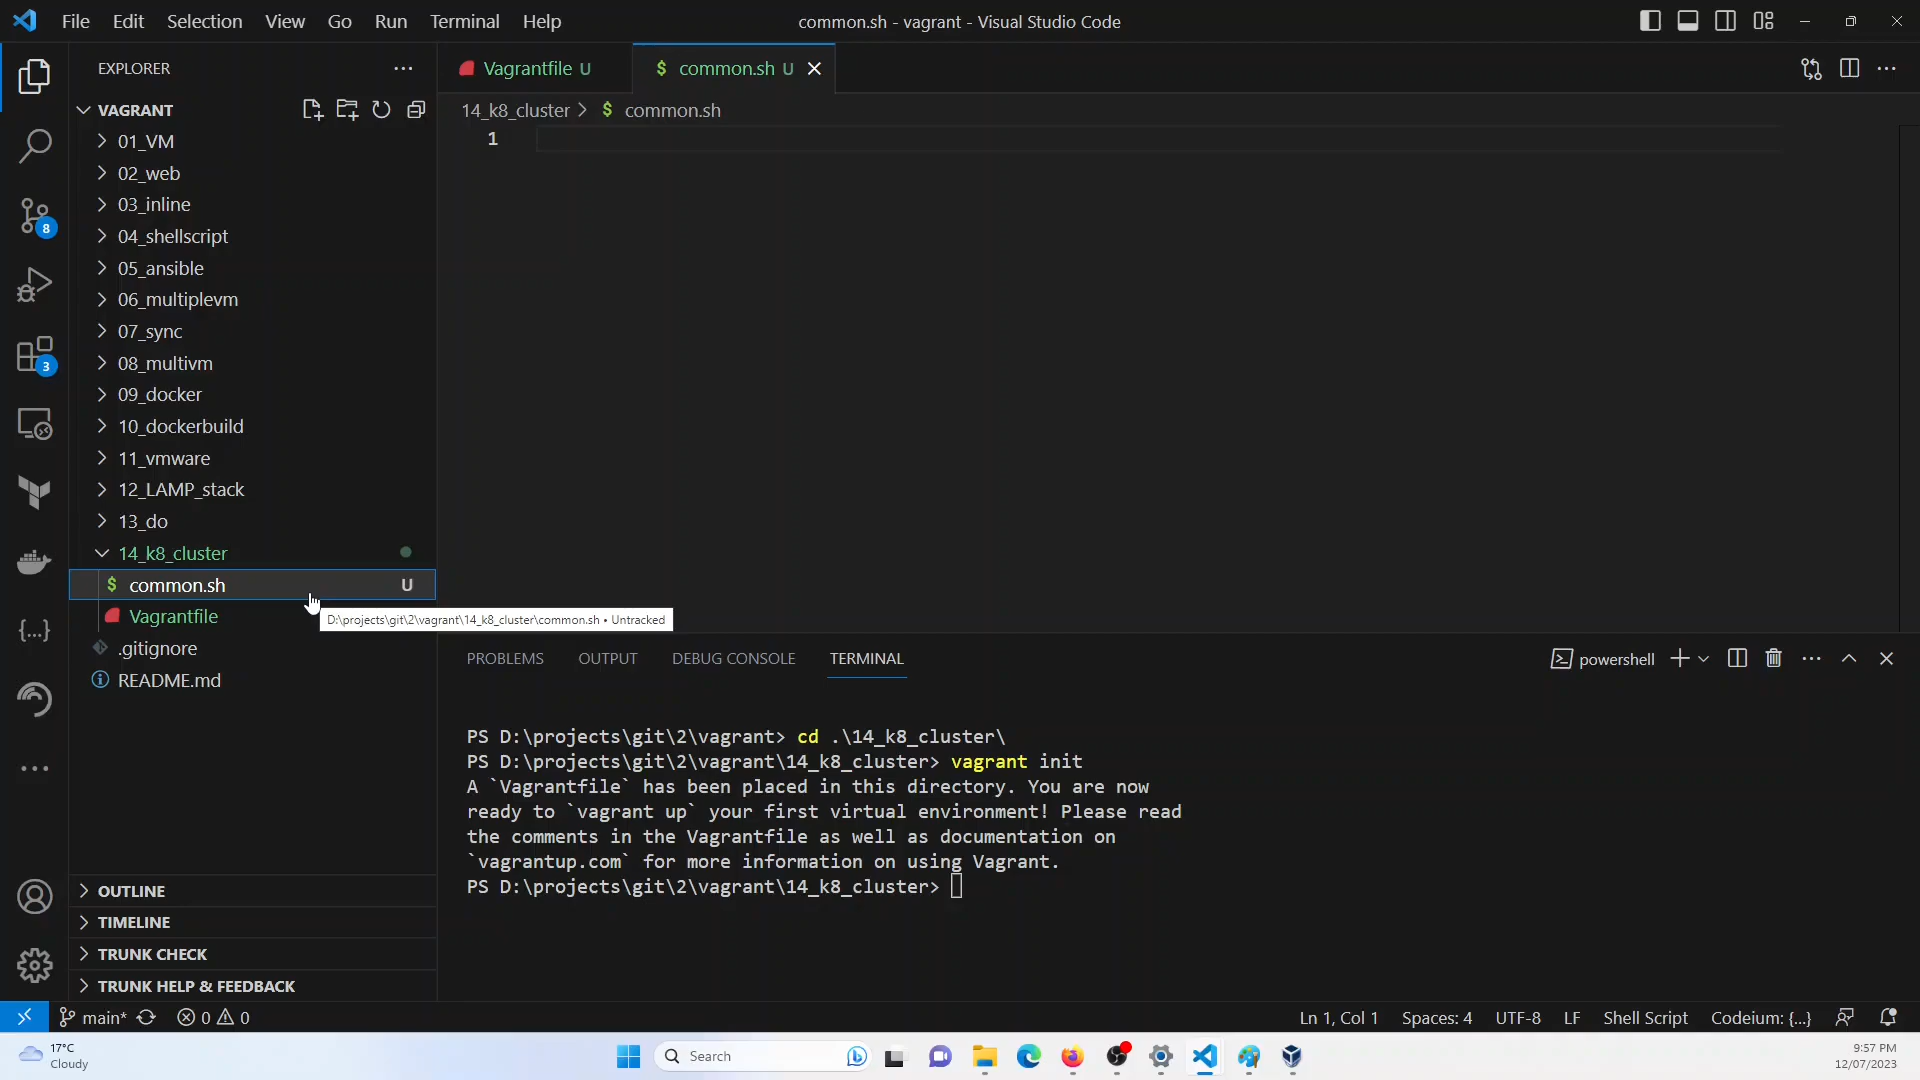 File Edit Selection View Go Run Terminal Help
common.sh - vagrant - Visual Studio Code
EXPLORER
VAGRANT
01_VM
02_web
03_inline
04_shellscript
05_ansible
06_multiplevm
07_sync
08_multivm
09_docker
10_dockerbuild
11_vmware
12_LAMP_stack
13_do
14_k8_cluster
$ common.sh U
Vagrantfile
.gitignore
README.md
OUTLINE
TIMELINE
TRUNK CHECK
TRUNK HELP & FEEDBACK
8
3
Vagrantfile U
$ common.sh U
14_k8_cluster > $ common.sh
1
D:\projects\git\2\vagrant\14_k8_cluster\common.sh • Untracked
PROBLEMS OUTPUT DEBUG CONSOLE TERMINAL
powershell
PS D:\projects\git\2\vagrant> cd .\14_k8_cluster\
PS D:\projects\git\2\vagrant\14_k8_cluster> vagrant init
A `Vagrantfile` has been placed in this directory. You are now
ready to `vagrant up` your first virtual environment! Please read
the comments in the Vagrantfile as well as documentation on
`vagrantup.com` for more information on using Vagrant.
PS D:\projects\git\2\vagrant\14_k8_cluster>
main* 0 0
Ln 1, Col 1 Spaces: 4 UTF-8 LF Shell Script Codeium: {...}
17°C
Cloudy
Search
9:57 PM
12/07/2023